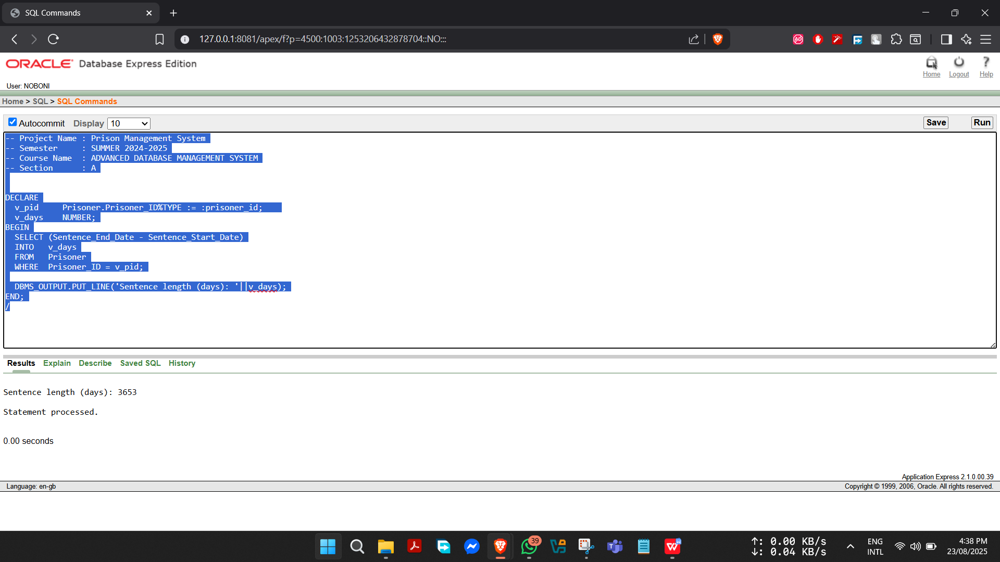 SQL Commands
127.0.0.1:8081/apex/f?p=4500:1003:1253206432878704::NO:::
ORACLE Database Express Edition
Home Logout Help
User: NOBONI
Home > SQL > SQL Commands
Autocommit Display 10 Save Run
-- Project Name : Prison Management System
-- Semester     : SUMMER 2024-2025
-- Course Name  : ADVANCED DATABASE MANAGEMENT SYSTEM
-- Section      : A
DECLARE
  v_pid     Prisoner.Prisoner_ID%TYPE := :prisoner_id;
  v_days    NUMBER;
BEGIN
  SELECT (Sentence_End_Date - Sentence_Start_Date)
  INTO   v_days
  FROM   Prisoner
  WHERE  Prisoner_ID = v_pid;
  DBMS_OUTPUT.PUT_LINE('Sentence length (days): '||v_days);
END;
/
Results Explain Describe Saved SQL History
Sentence length (days): 3653
Statement processed.
0.00 seconds
Application Express 2.1.0.00.39
Language: en-gb Copyright © 1999, 2006, Oracle. All rights reserved.
39
↑: 0.00 KB/s
↓: 0.04 KB/s
ENG
INTL
4:38 PM
23/08/2025